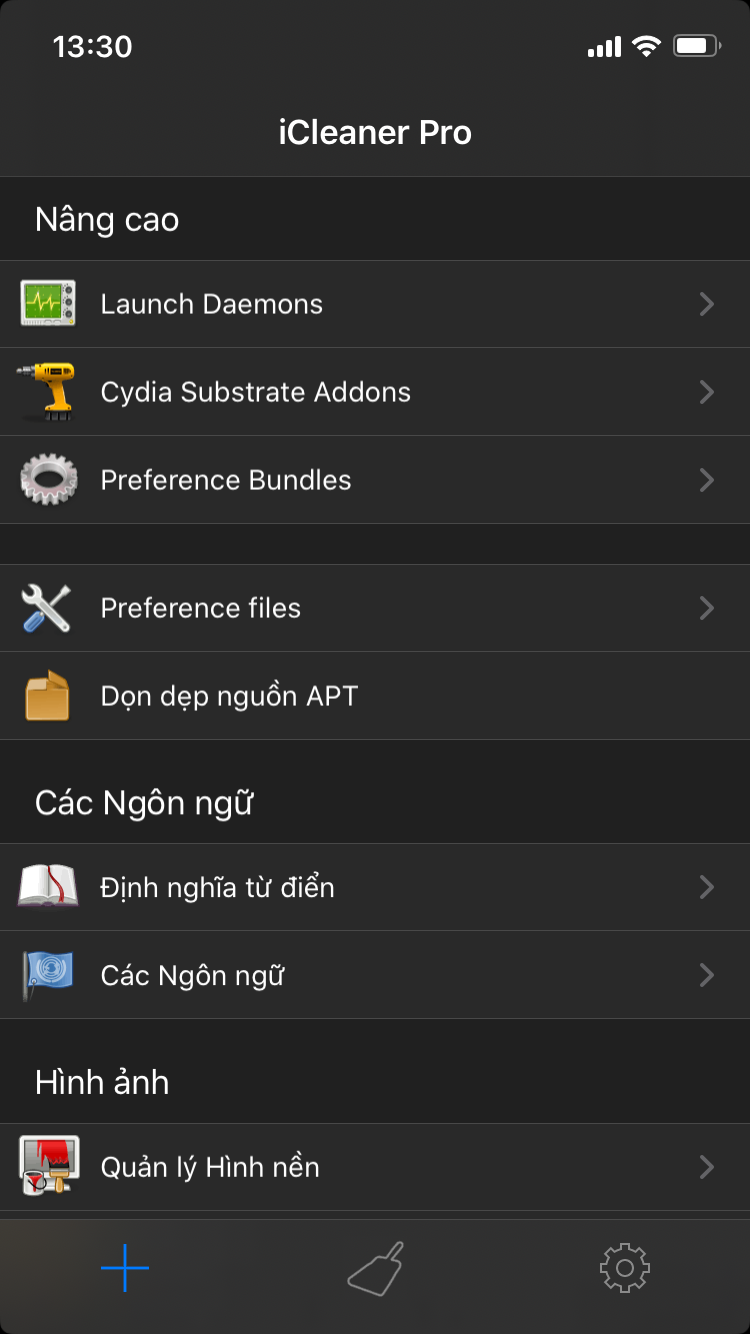 13:30
iCleaner Pro
Nâng cao
Launch Daemons
Cydia Substrate Addons
Preference Bundles
Preference files
Dọn dẹp nguồn APT
Các Ngôn ngữ
Định nghĩa từ điển
Các Ngôn ngữ
Hình ảnh
Quản lý Hình nền